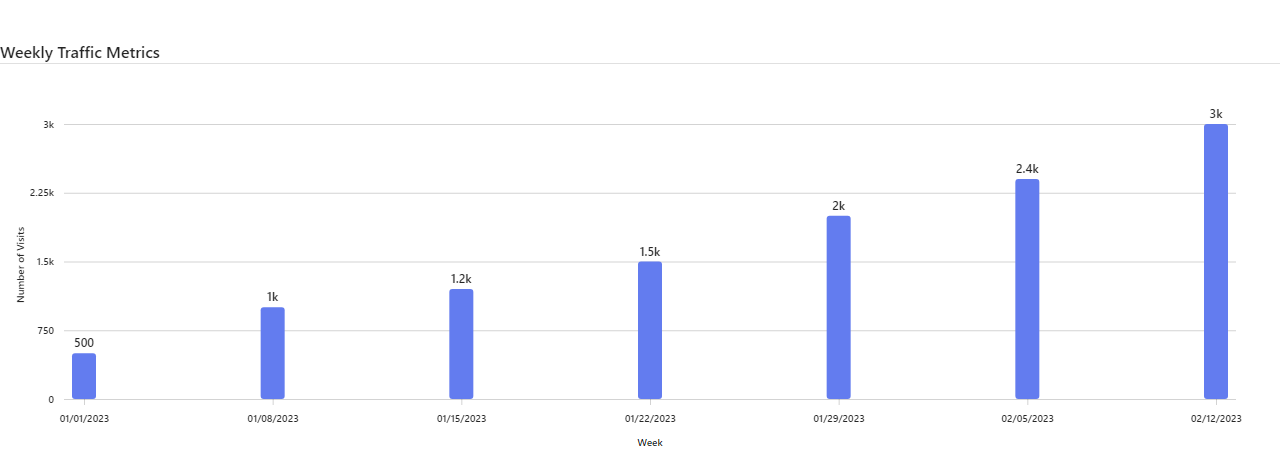 Weekly Traffic Metrics
3k
3k
2.4k
2.25k
2k
1.5k
1.5k
1.2k
1k
Number of Visits
750
500
0
01/01/2023 01/08/2023 01/15/2023 01/22/2023 01/29/2023 02/05/2023 02/12/2023
Week